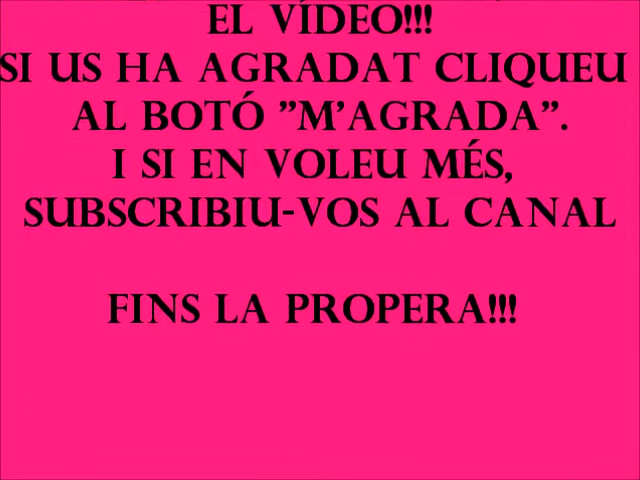 EL VÍDEO!!!
SI US HA AGRADAT CLIQUEU
AL BOTÓ "M'AGRADA".
I SI EN VOLEU MÉS,
SUBSCRIBIU-VOS AL CANAL
FINS LA PROPERA!!!